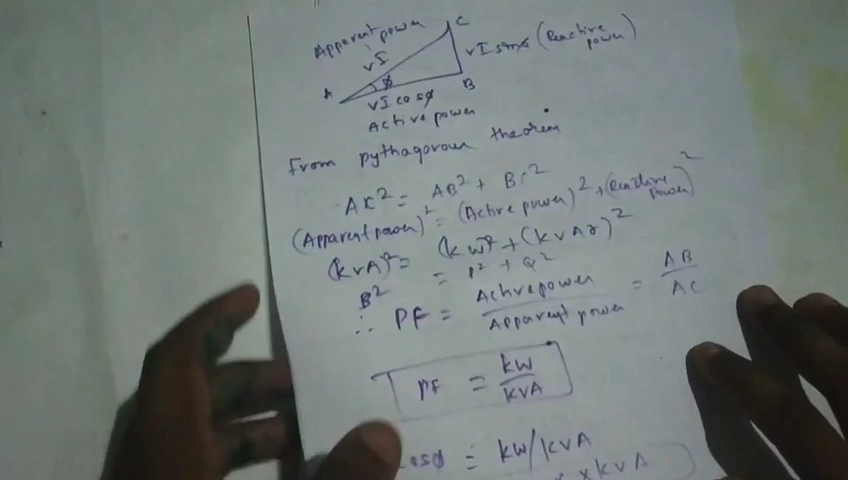 Apparent power
VI
C
VI sinφ (Reactive power)
φ
A
B
VI cosφ
Active power
From pythagorous theorem
AC² = AB² + BC²
(Apparent power)² = (Active power)² + (Reactive power)²
(kVA)² = (kW)² + (kVAr)²
= P² + Q²
∴ PF = Active power / Apparent power = AB / AC
PF = kW / kVA
cosφ = kW/kVA
x kVA